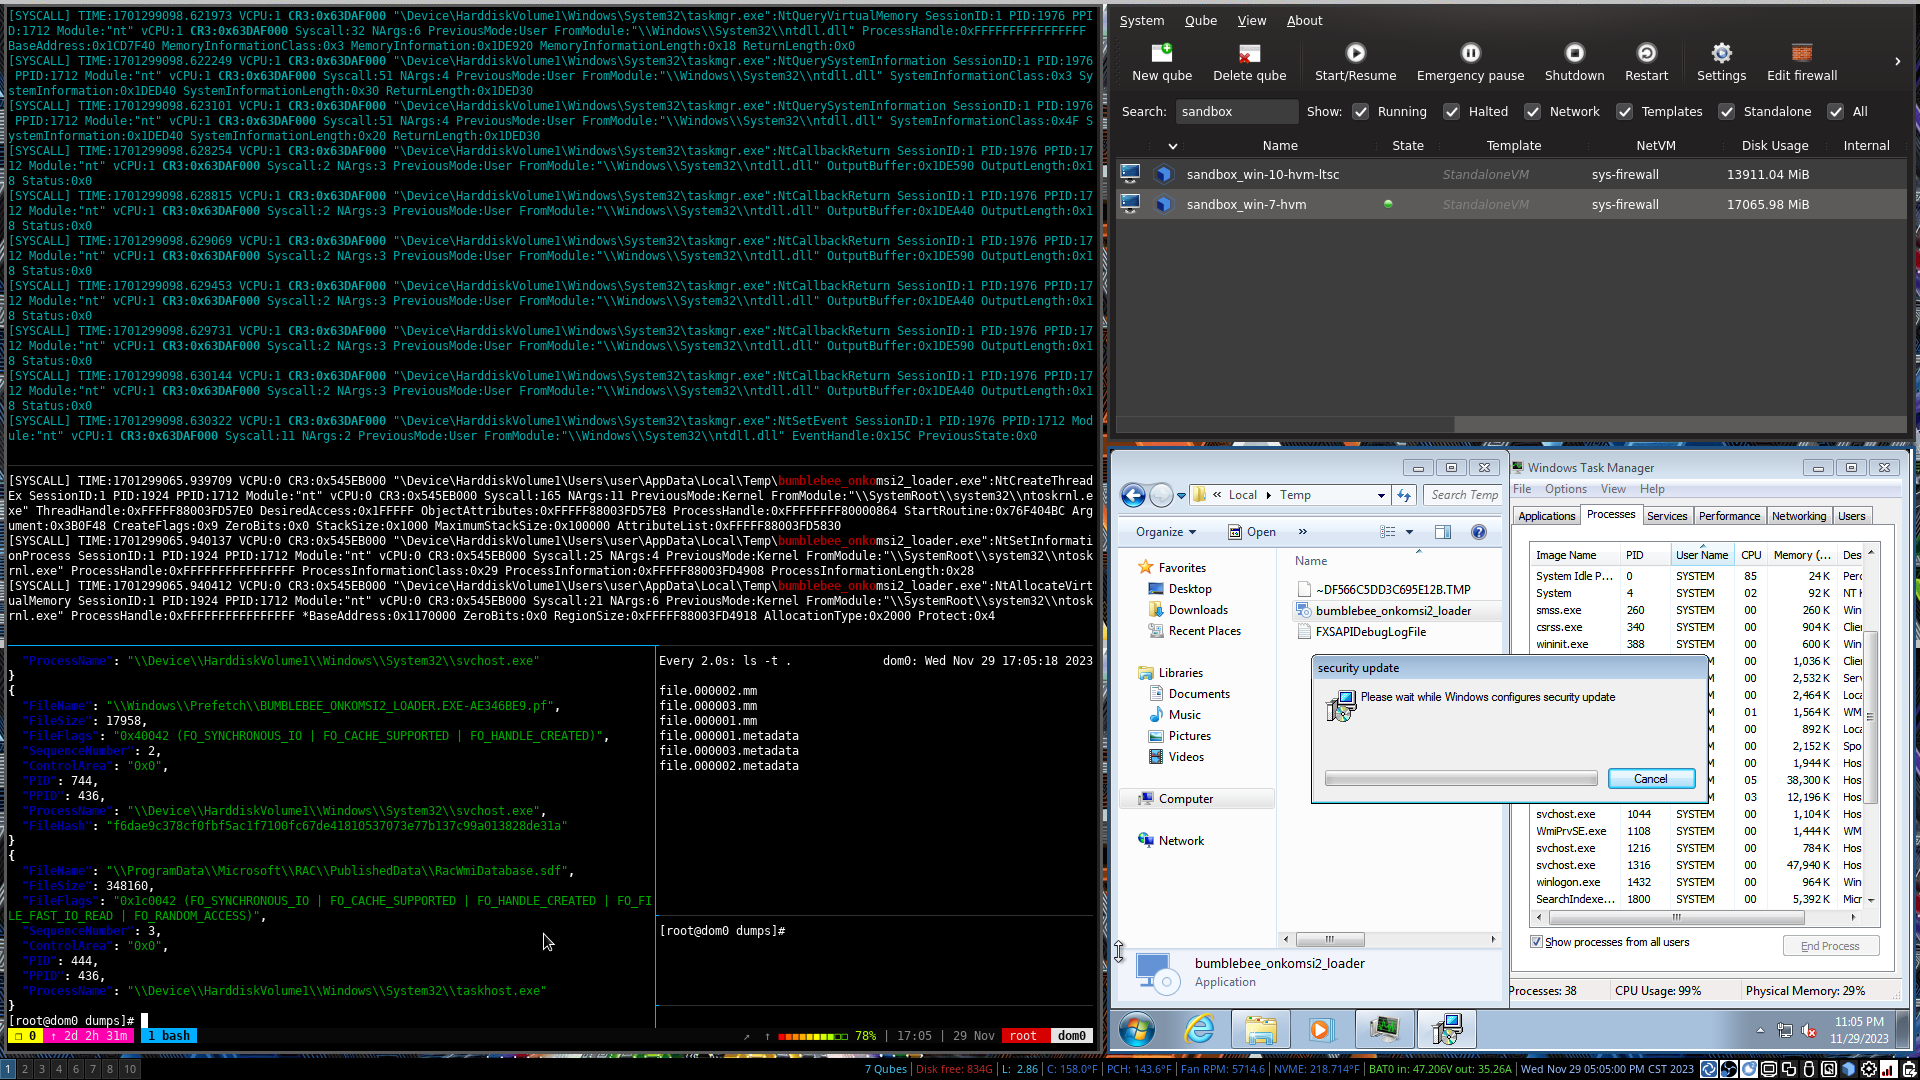 [SYSCALL] TIME:1701299098.621973 VCPU:1 CR3:0x63DAF000 "\Device\HarddiskVolume1\Windows\System32\taskmgr.exe":NtQueryVirtualMemory SessionID:1 PID:1976 PPI
D:1712 Module:"nt" vCPU:1 CR3:0x63DAF000 Syscall:32 NArgs:6 PreviousMode:User FromModule:"\\Windows\\System32\\ntdll.dll" ProcessHandle:0xFFFFFFFFFFFFFFFF
BaseAddress:0x1CD7F40 MemoryInformationClass:0x3 MemoryInformation:0x1DE920 MemoryInformationLength:0x18 ReturnLength:0x0
[SYSCALL] TIME:1701299098.622249 VCPU:1 CR3:0x63DAF000 "\Device\HarddiskVolume1\Windows\System32\taskmgr.exe":NtQuerySystemInformation SessionID:1 PID:1976
PPID:1712 Module:"nt" vCPU:1 CR3:0x63DAF000 Syscall:51 NArgs:4 PreviousMode:User FromModule:"\\Windows\\System32\\ntdll.dll" SystemInformationClass:0x3 Sy
stemInformation:0x1DED40 SystemInformationLength:0x30 ReturnLength:0x1DED30
[SYSCALL] TIME:1701299098.623101 VCPU:1 CR3:0x63DAF000 "\Device\HarddiskVolume1\Windows\System32\taskmgr.exe":NtQuerySystemInformation SessionID:1 PID:1976
PPID:1712 Module:"nt" vCPU:1 CR3:0x63DAF000 Syscall:51 NArgs:4 PreviousMode:User FromModule:"\\Windows\\System32\\ntdll.dll" SystemInformationClass:0x4F S
ystemInformation:0x1DED40 SystemInformationLength:0x20 ReturnLength:0x1DED30
[SYSCALL] TIME:1701299098.628254 VCPU:1 CR3:0x63DAF000 "\Device\HarddiskVolume1\Windows\System32\taskmgr.exe":NtCallbackReturn SessionID:1 PID:1976 PPID:17
12 Module:"nt" vCPU:1 CR3:0x63DAF000 Syscall:2 NArgs:3 PreviousMode:User FromModule:"\\Windows\\System32\\ntdll.dll" OutputBuffer:0x1DE590 OutputLength:0x1
8 Status:0x0
[SYSCALL] TIME:1701299098.628815 VCPU:1 CR3:0x63DAF000 "\Device\HarddiskVolume1\Windows\System32\taskmgr.exe":NtCallbackReturn SessionID:1 PID:1976 PPID:17
12 Module:"nt" vCPU:1 CR3:0x63DAF000 Syscall:2 NArgs:3 PreviousMode:User FromModule:"\\Windows\\System32\\ntdll.dll" OutputBuffer:0x1DEA40 OutputLength:0x1
8 Status:0x0
[SYSCALL] TIME:1701299098.629069 VCPU:1 CR3:0x63DAF000 "\Device\HarddiskVolume1\Windows\System32\taskmgr.exe":NtCallbackReturn SessionID:1 PID:1976 PPID:17
12 Module:"nt" vCPU:1 CR3:0x63DAF000 Syscall:2 NArgs:3 PreviousMode:User FromModule:"\\Windows\\System32\\ntdll.dll" OutputBuffer:0x1DE590 OutputLength:0x1
8 Status:0x0
[SYSCALL] TIME:1701299098.629453 VCPU:1 CR3:0x63DAF000 "\Device\HarddiskVolume1\Windows\System32\taskmgr.exe":NtCallbackReturn SessionID:1 PID:1976 PPID:17
12 Module:"nt" vCPU:1 CR3:0x63DAF000 Syscall:2 NArgs:3 PreviousMode:User FromModule:"\\Windows\\System32\\ntdll.dll" OutputBuffer:0x1DEA40 OutputLength:0x1
8 Status:0x0
[SYSCALL] TIME:1701299098.629731 VCPU:1 CR3:0x63DAF000 "\Device\HarddiskVolume1\Windows\System32\taskmgr.exe":NtCallbackReturn SessionID:1 PID:1976 PPID:17
12 Module:"nt" vCPU:1 CR3:0x63DAF000 Syscall:2 NArgs:3 PreviousMode:User FromModule:"\\Windows\\System32\\ntdll.dll" OutputBuffer:0x1DE590 OutputLength:0x1
8 Status:0x0
[SYSCALL] TIME:1701299098.630144 VCPU:1 CR3:0x63DAF000 "\Device\HarddiskVolume1\Windows\System32\taskmgr.exe":NtCallbackReturn SessionID:1 PID:1976 PPID:17
12 Module:"nt" vCPU:1 CR3:0x63DAF000 Syscall:2 NArgs:3 PreviousMode:User FromModule:"\\Windows\\System32\\ntdll.dll" OutputBuffer:0x1DEA40 OutputLength:0x1
8 Status:0x0
[SYSCALL] TIME:1701299098.630322 VCPU:1 CR3:0x63DAF000 "\Device\HarddiskVolume1\Windows\System32\taskmgr.exe":NtSetEvent SessionID:1 PID:1976 PPID:1712 Mod
ule:"nt" vCPU:1 CR3:0x63DAF000 Syscall:11 NArgs:2 PreviousMode:User FromModule:"\\Windows\\System32\\ntdll.dll" EventHandle:0x15C PreviousState:0x0
[SYSCALL] TIME:1701299065.939709 VCPU:0 CR3:0x545EB000 "\Device\HarddiskVolume1\Users\user\AppData\Local\Temp\bumblebee_onkomsi2_loader.exe":NtCreateThread
Ex SessionID:1 PID:1924 PPID:1712 Module:"nt" vCPU:0 CR3:0x545EB000 Syscall:165 NArgs:11 PreviousMode:Kernel FromModule:"\\SystemRoot\\system32\\ntoskrnl.e
xe" ThreadHandle:0xFFFFF88003FD57E0 DesiredAccess:0x1FFFFF ObjectAttributes:0xFFFFF88003FD57E8 ProcessHandle:0xFFFFFFFF80000864 StartRoutine:0x76F404BC Arg
ument:0x3B0F48 CreateFlags:0x9 ZeroBits:0x0 StackSize:0x1000 MaximumStackSize:0x100000 AttributeList:0xFFFFF88003FD5830
[SYSCALL] TIME:1701299065.940137 VCPU:0 CR3:0x545EB000 "\Device\HarddiskVolume1\Users\user\AppData\Local\Temp\bumblebee_onkomsi2_loader.exe":NtSetInformati
onProcess SessionID:1 PID:1924 PPID:1712 Module:"nt" vCPU:0 CR3:0x545EB000 Syscall:25 NArgs:4 PreviousMode:Kernel FromModule:"\\SystemRoot\\system32\\ntosk
rnl.exe" ProcessHandle:0xFFFFFFFFFFFFFFFF ProcessInformationClass:0x29 ProcessInformation:0xFFFFF88003FD4908 ProcessInformationLength:0x28
[SYSCALL] TIME:1701299065.940412 VCPU:0 CR3:0x545EB000 "\Device\HarddiskVolume1\Users\user\AppData\Local\Temp\bumblebee_onkomsi2_loader.exe":NtAllocateVirt
ualMemory SessionID:1 PID:1924 PPID:1712 Module:"nt" vCPU:0 CR3:0x545EB000 Syscall:21 NArgs:6 PreviousMode:Kernel FromModule:"\\SystemRoot\\system32\\ntosk
rnl.exe" ProcessHandle:0xFFFFFFFFFFFFFFFF *BaseAddress:0x1170000 ZeroBits:0x0 RegionSize:0xFFFFF88003FD4918 AllocationType:0x2000 Protect:0x4
"ProcessName": "\\Device\\HarddiskVolume1\\Windows\\System32\\svchost.exe"
}
{
"FileName": "\\Windows\\Prefetch\\BUMBLEBEE_ONKOMSI2_LOADER.EXE-AE346BE9.pf",
"FileSize": 17958,
"FileFlags": "0x40042 (FO_SYNCHRONOUS_IO | FO_CACHE_SUPPORTED | FO_HANDLE_CREATED)",
"SequenceNumber": 2,
"ControlArea": "0x0",
"PID": 744,
"PPID": 436,
"ProcessName": "\\Device\\HarddiskVolume1\\Windows\\System32\\svchost.exe",
"FileHash": "f6dae9c378cf0fbf5ac1f7100fc67de41810537073e77b137c99a013828de31a"
}
{
"FileName": "\\ProgramData\\Microsoft\\RAC\\PublishedData\\RacWmiDatabase.sdf",
"FileSize": 348160,
"FileFlags": "0x1c0042 (FO_SYNCHRONOUS_IO | FO_CACHE_SUPPORTED | FO_HANDLE_CREATED | FO_FI
LE_FAST_IO_READ | FO_RANDOM_ACCESS)",
"SequenceNumber": 3,
"ControlArea": "0x0",
"PID": 444,
"PPID": 436,
"ProcessName": "\\Device\\HarddiskVolume1\\Windows\\System32\\taskhost.exe"
}
[root@dom0 dumps]#
Every 2.0s: ls -t . dom0: Wed Nov 29 17:05:18 2023
file.000002.mm
file.000003.mm
file.000001.mm
file.000001.metadata
file.000003.metadata
file.000002.metadata
[root@dom0 dumps]#
❐ 0 ↑ 2d 2h 31m 1 bash ↗ ↑ 78% | 17:05 | 29 Nov root dom0
System Qube View About
New qube Delete qube Start/Resume Emergency pause Shutdown Restart Settings Edit firewall
Search: sandbox Show: Running Halted Network Templates Standalone All
Name State Template NetVM Disk Usage Internal
sandbox_win-10-hvm-ltsc StandaloneVM sys-firewall 13911.04 MiB
sandbox_win-7-hvm StandaloneVM sys-firewall 17065.98 MiB
« Local Temp Search Temp
Organize Open »
Favorites
Desktop
Downloads
Recent Places
Libraries
Documents
Music
Pictures
Videos
Computer
Network
Name
~DF566C5DD3C695E12B.TMP
bumblebee_onkomsi2_loader
FXSAPIDebugLogFile
bumblebee_onkomsi2_loader
Application
security update
Please wait while Windows configures security update
Cancel
Windows Task Manager
File Options View Help
Applications Processes Services Performance Networking Users
Image Name PID User Name CPU Memory (... Des
System Idle P... 0 SYSTEM 85 24 K Perc
System 4 SYSTEM 02 92 K NT K
smss.exe 260 SYSTEM 00 260 K Win
csrss.exe 340 SYSTEM 00 904 K Clie
wininit.exe 388 SYSTEM 00 600 K Win
1,036 K Clie
2,532 K Serv
2,464 K Loca
01 1,564 K WM
892 K Loca
2,152 K Spo
1,944 K Hos
05 38,300 K Hos
03 12,196 K Hos
svchost.exe 1044 SYSTEM 00 1,104 K Hos
WmiPrvSE.exe 1108 SYSTEM 00 1,444 K WM
svchost.exe 1216 SYSTEM 00 784 K Hos
svchost.exe 1316 SYSTEM 00 47,940 K Hos
winlogon.exe 1432 SYSTEM 00 964 K Win
SearchIndexe... 1800 SYSTEM 00 5,392 K Micr
Show processes from all users End Process
Processes: 38 CPU Usage: 99% Physical Memory: 29%
11:05 PM
11/29/2023
1 2 3 4 6 7 8 10 7 Qubes | Disk free: 834G | L: 2.86 | C: 158.0°F | PCH: 143.6°F | Fan RPM: 5714.6 | NVME: 218.714°F | BAT0 in: 47.206V out: 35.26A | Wed Nov 29 05:05:00 PM CST 2023